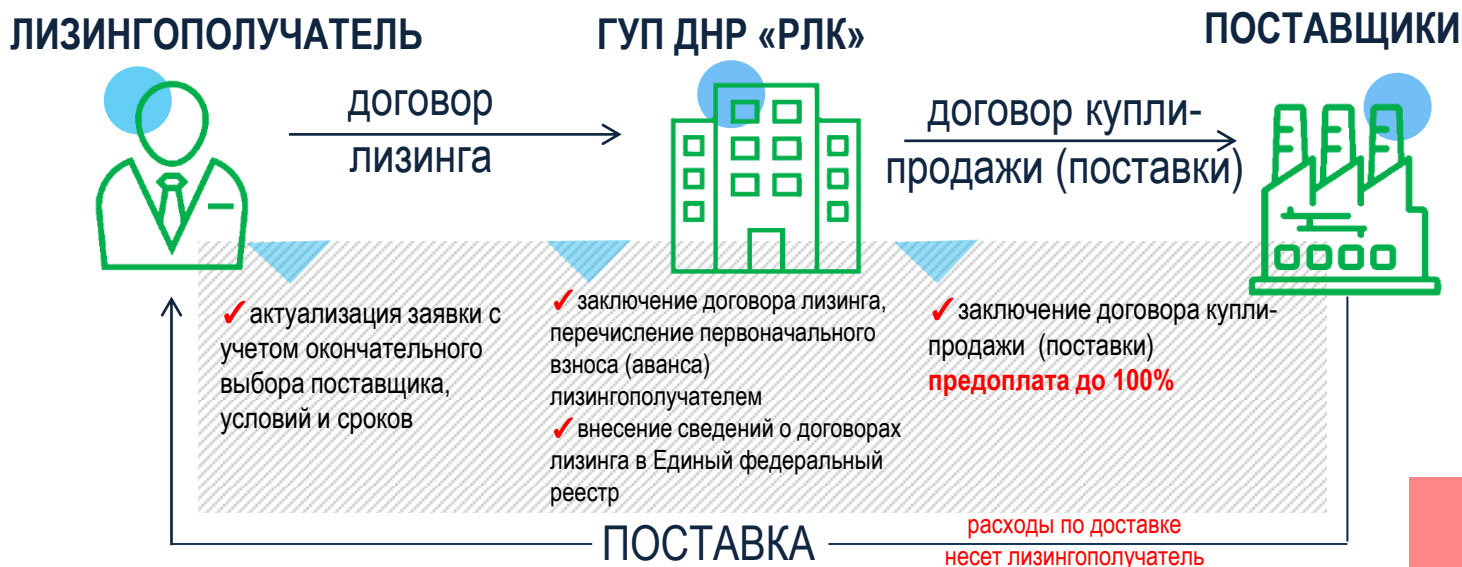 ЛИЗИНГОПОЛУЧАТЕЛЬ
ГУП ДНР «РЛК»
ПОСТАВЩИКИ
договор
лизинга
договор купли-
продажи (поставки)
✓актуализация заявки с
учетом окончательного
выбора поставщика,
условий и сроков
✓заключение договора лизинга,
перечисление первоначального
взноса (аванса)
лизингополучателем
✓внесение сведений о договорах
лизинга в Единый федеральный
реестр
✓заключение договора купли-
продажи (поставки)
предоплата до 100%
ПОСТАВКА
расходы по доставке
несет лизингополучатель